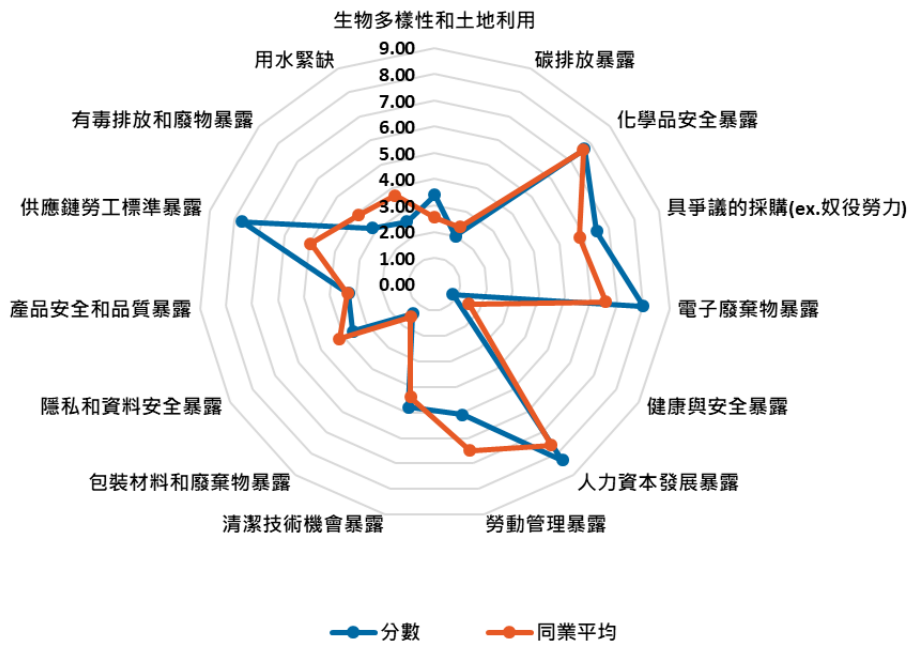 生物多樣性和土地利用
碳排放暴露
化學品安全暴露
具爭議的採購(ex.奴役勞力)
電子廢棄物暴露
健康與安全暴露
人力資本發展暴露
勞動管理暴露
清潔技術機會暴露
包裝材料和廢棄物暴露
隱私和資料安全暴露
產品安全和品質暴露
供應鏈勞工標準暴露
有毒排放和廢物暴露
用水緊缺
9.00
8.00
7.00
6.00
5.00
4.00
3.00
2.00
1.00
0.00
分數
同業平均